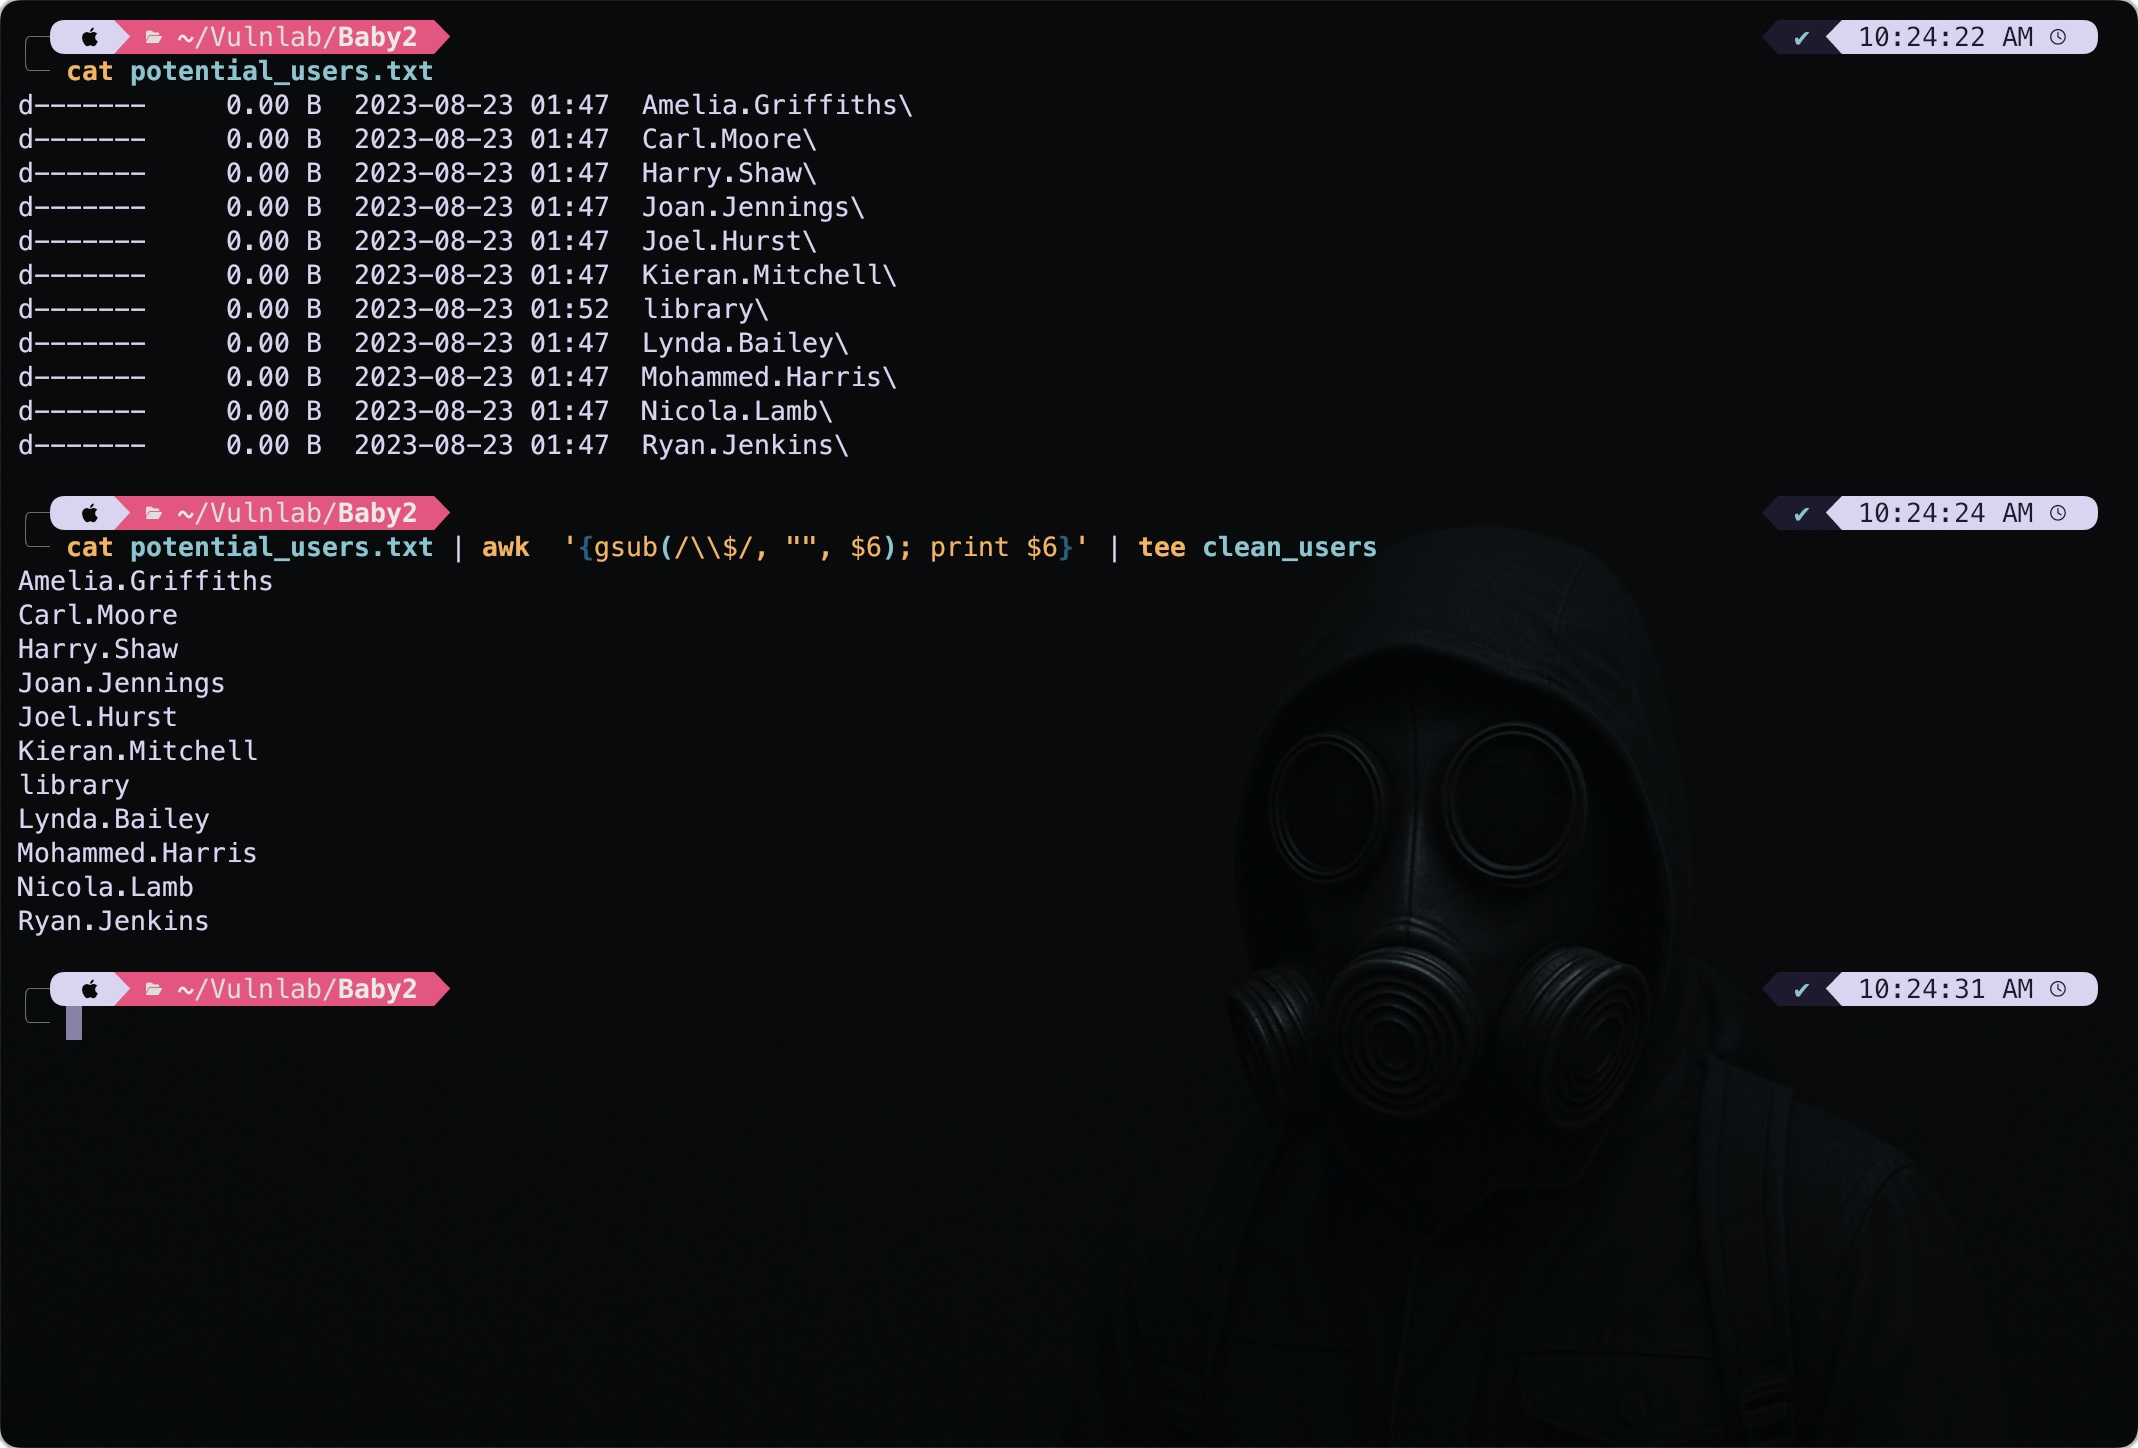 ~/Vulnlab/Baby2 ✔ 10:24:22 AM
cat potential_users.txt
d------- 0.00 B 2023-08-23 01:47 Amelia.Griffiths\
d------- 0.00 B 2023-08-23 01:47 Carl.Moore\
d------- 0.00 B 2023-08-23 01:47 Harry.Shaw\
d------- 0.00 B 2023-08-23 01:47 Joan.Jennings\
d------- 0.00 B 2023-08-23 01:47 Joel.Hurst\
d------- 0.00 B 2023-08-23 01:47 Kieran.Mitchell\
d------- 0.00 B 2023-08-23 01:52 library\
d------- 0.00 B 2023-08-23 01:47 Lynda.Bailey\
d------- 0.00 B 2023-08-23 01:47 Mohammed.Harris\
d------- 0.00 B 2023-08-23 01:47 Nicola.Lamb\
d------- 0.00 B 2023-08-23 01:47 Ryan.Jenkins\
~/Vulnlab/Baby2 ✔ 10:24:24 AM
cat potential_users.txt | awk  '{gsub(/\\$/, "", $6); print $6}' | tee clean_users
Amelia.Griffiths
Carl.Moore
Harry.Shaw
Joan.Jennings
Joel.Hurst
Kieran.Mitchell
library
Lynda.Bailey
Mohammed.Harris
Nicola.Lamb
Ryan.Jenkins
~/Vulnlab/Baby2 ✔ 10:24:31 AM